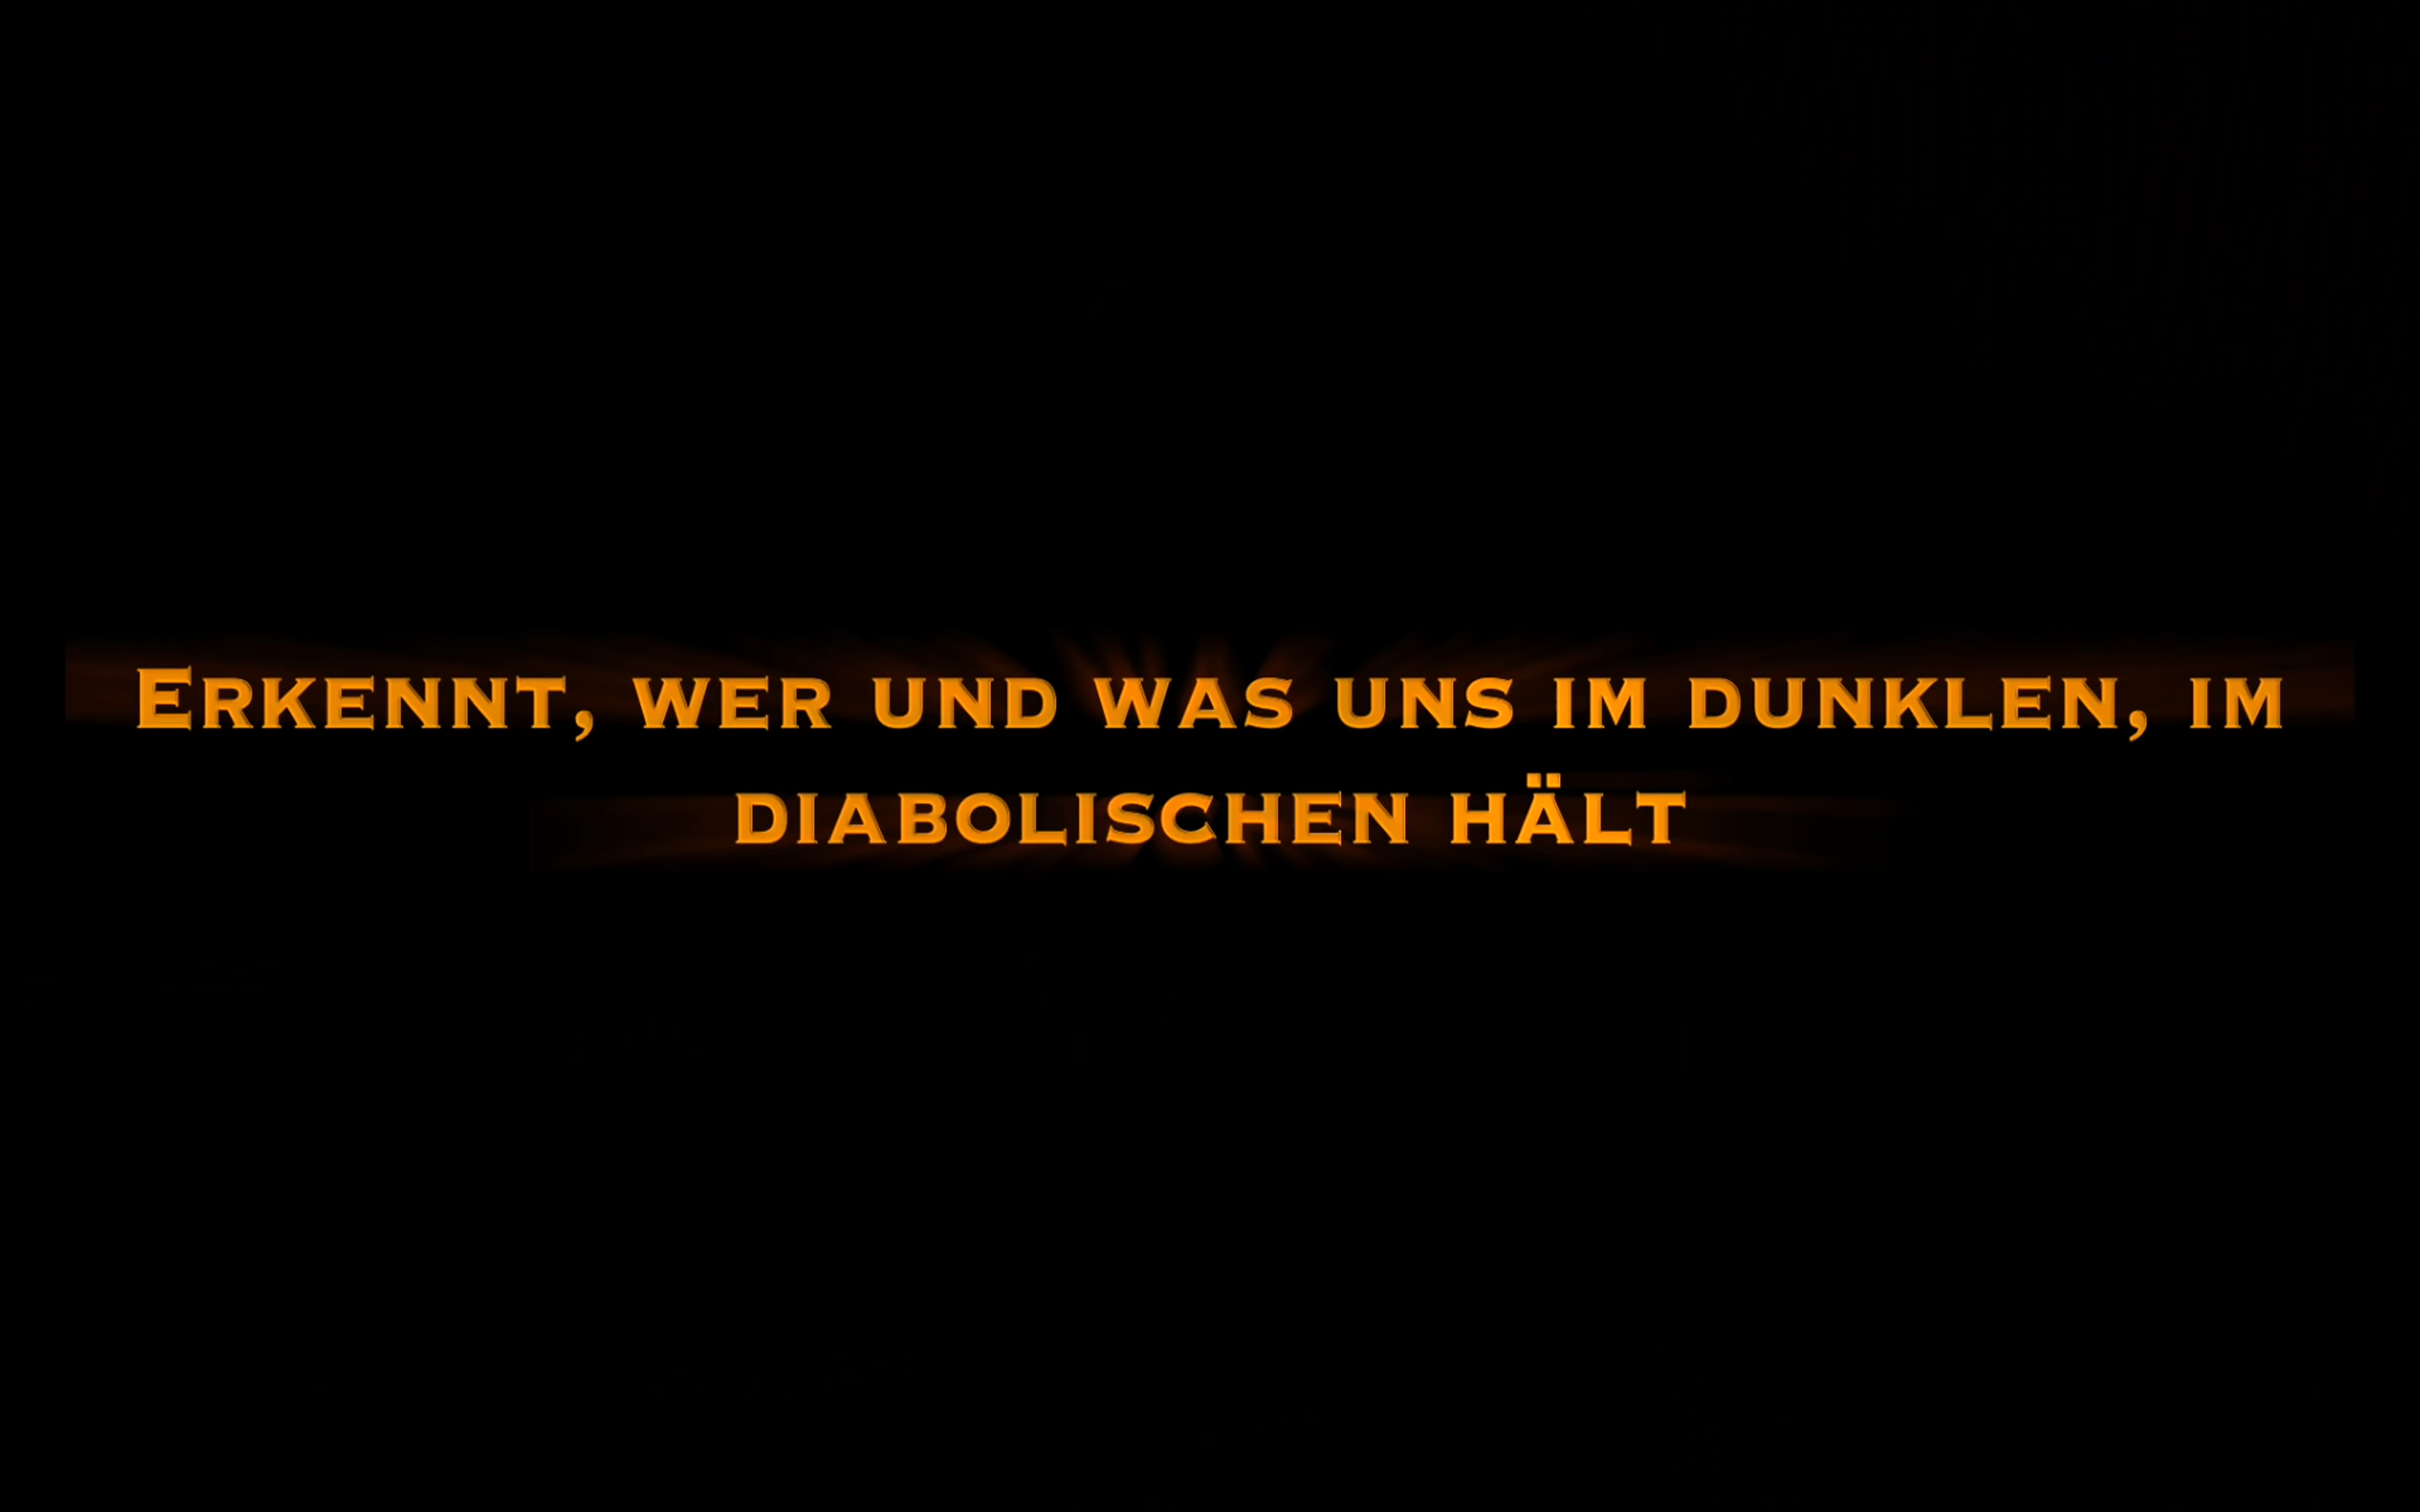 Erkennt, wer und was uns im dunklen, im
diabolischen hält